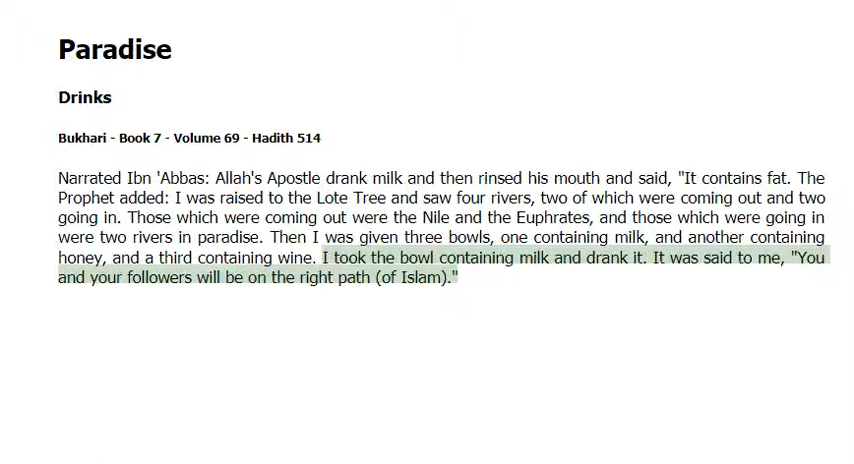 Paradise
Drinks
Bukhari - Book 7 - Volume 69 - Hadith 514
Narrated Ibn 'Abbas: Allah's Apostle drank milk and then rinsed his mouth and said, "It contains fat. The
Prophet added: I was raised to the Lote Tree and saw four rivers, two of which were coming out and two
going in. Those which were coming out were the Nile and the Euphrates, and those which were going in
were two rivers in paradise. Then I was given three bowls, one containing milk, and another containing
honey, and a third containing wine. I took the bowl containing milk and drank it. It was said to me, "You
and your followers will be on the right path (of Islam)."